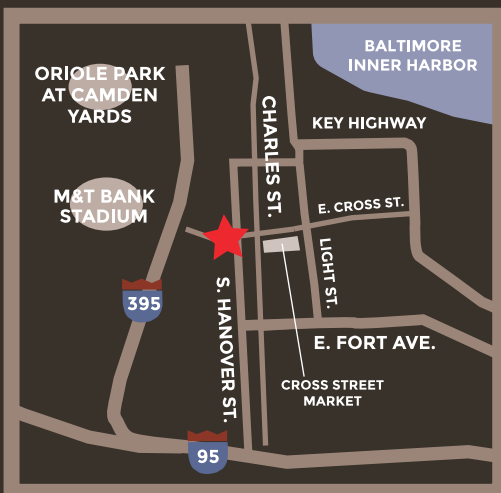 BALTIMORE
INNER HARBOR
ORIOLE PARK
AT CAMDEN
YARDS
CHARLES ST.
KEY HIGHWAY
M&T BANK
STADIUM
E. CROSS ST.
LIGHT ST.
395
S. HANOVER ST.
E. FORT AVE.
CROSS STREET
MARKET
95